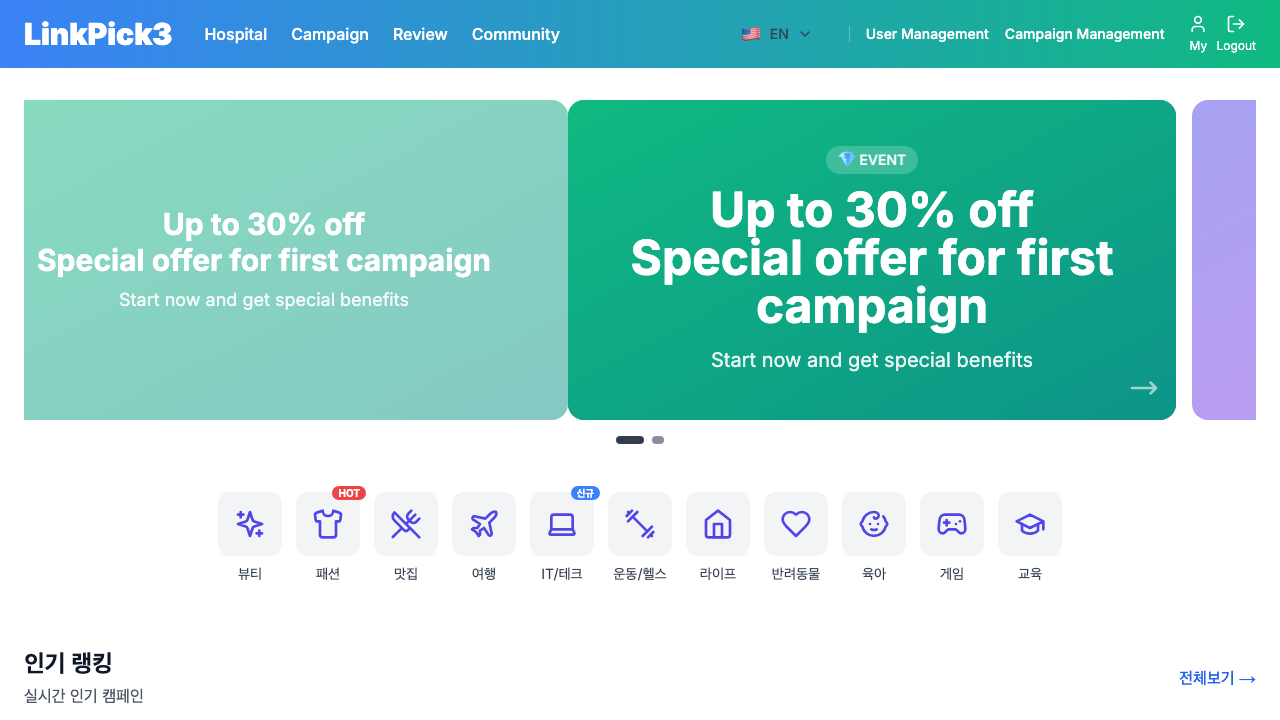 LinkPick3
Hospital Campaign Review Community
EN
User Management Campaign Management
My Logout
Up to 30% off
Special offer for first campaign
Start now and get special benefits
EVENT
Up to 30% off
Special offer for first
campaign
Start now and get special benefits
→
HOT
신규
뷰티
패션
맛집
여행
IT/테크
운동/헬스
라이프
반려동물
육아
게임
교육
인기 랭킹
실시간 인기 캠페인
전체보기 →